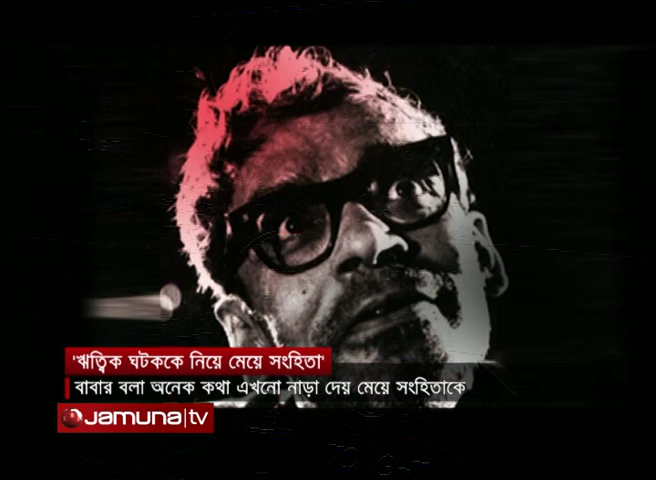 'ঋত্বিক ঘটককে নিয়ে মেয়ে সংহিতা'
বাবার বলা অনেক কথা এখনো নাড়া দেয় মেয়ে সংহিতাকে
Jamuna|tv